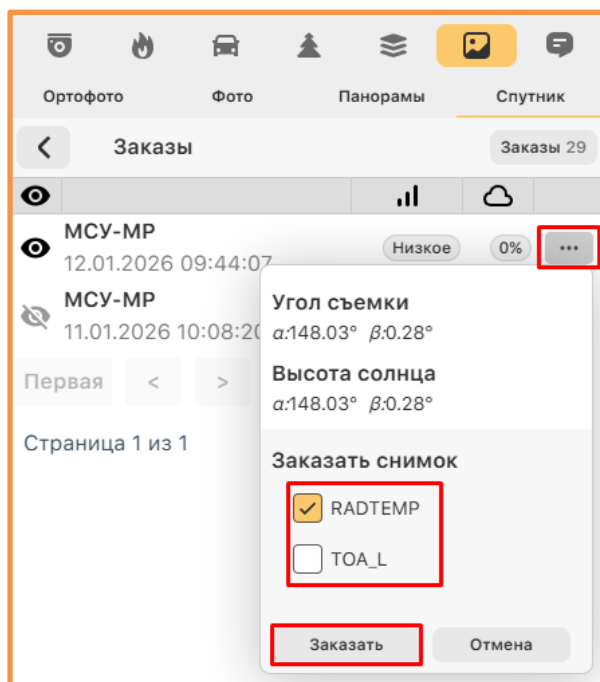 Ортофото Фото Панорамы Спутник
Заказы Заказы 29
МСУ-МР
12.01.2026 09:44:07 Низкое 0% ...
МСУ-МР
11.01.2026 10:08:20
Угол съемки
α:148.03° β:0.28°
Высота солнца
α:148.03° β:0.28°
Первая < >
Страница 1 из 1
Заказать снимок
RADTEMP
TOA_L
Заказать Отмена